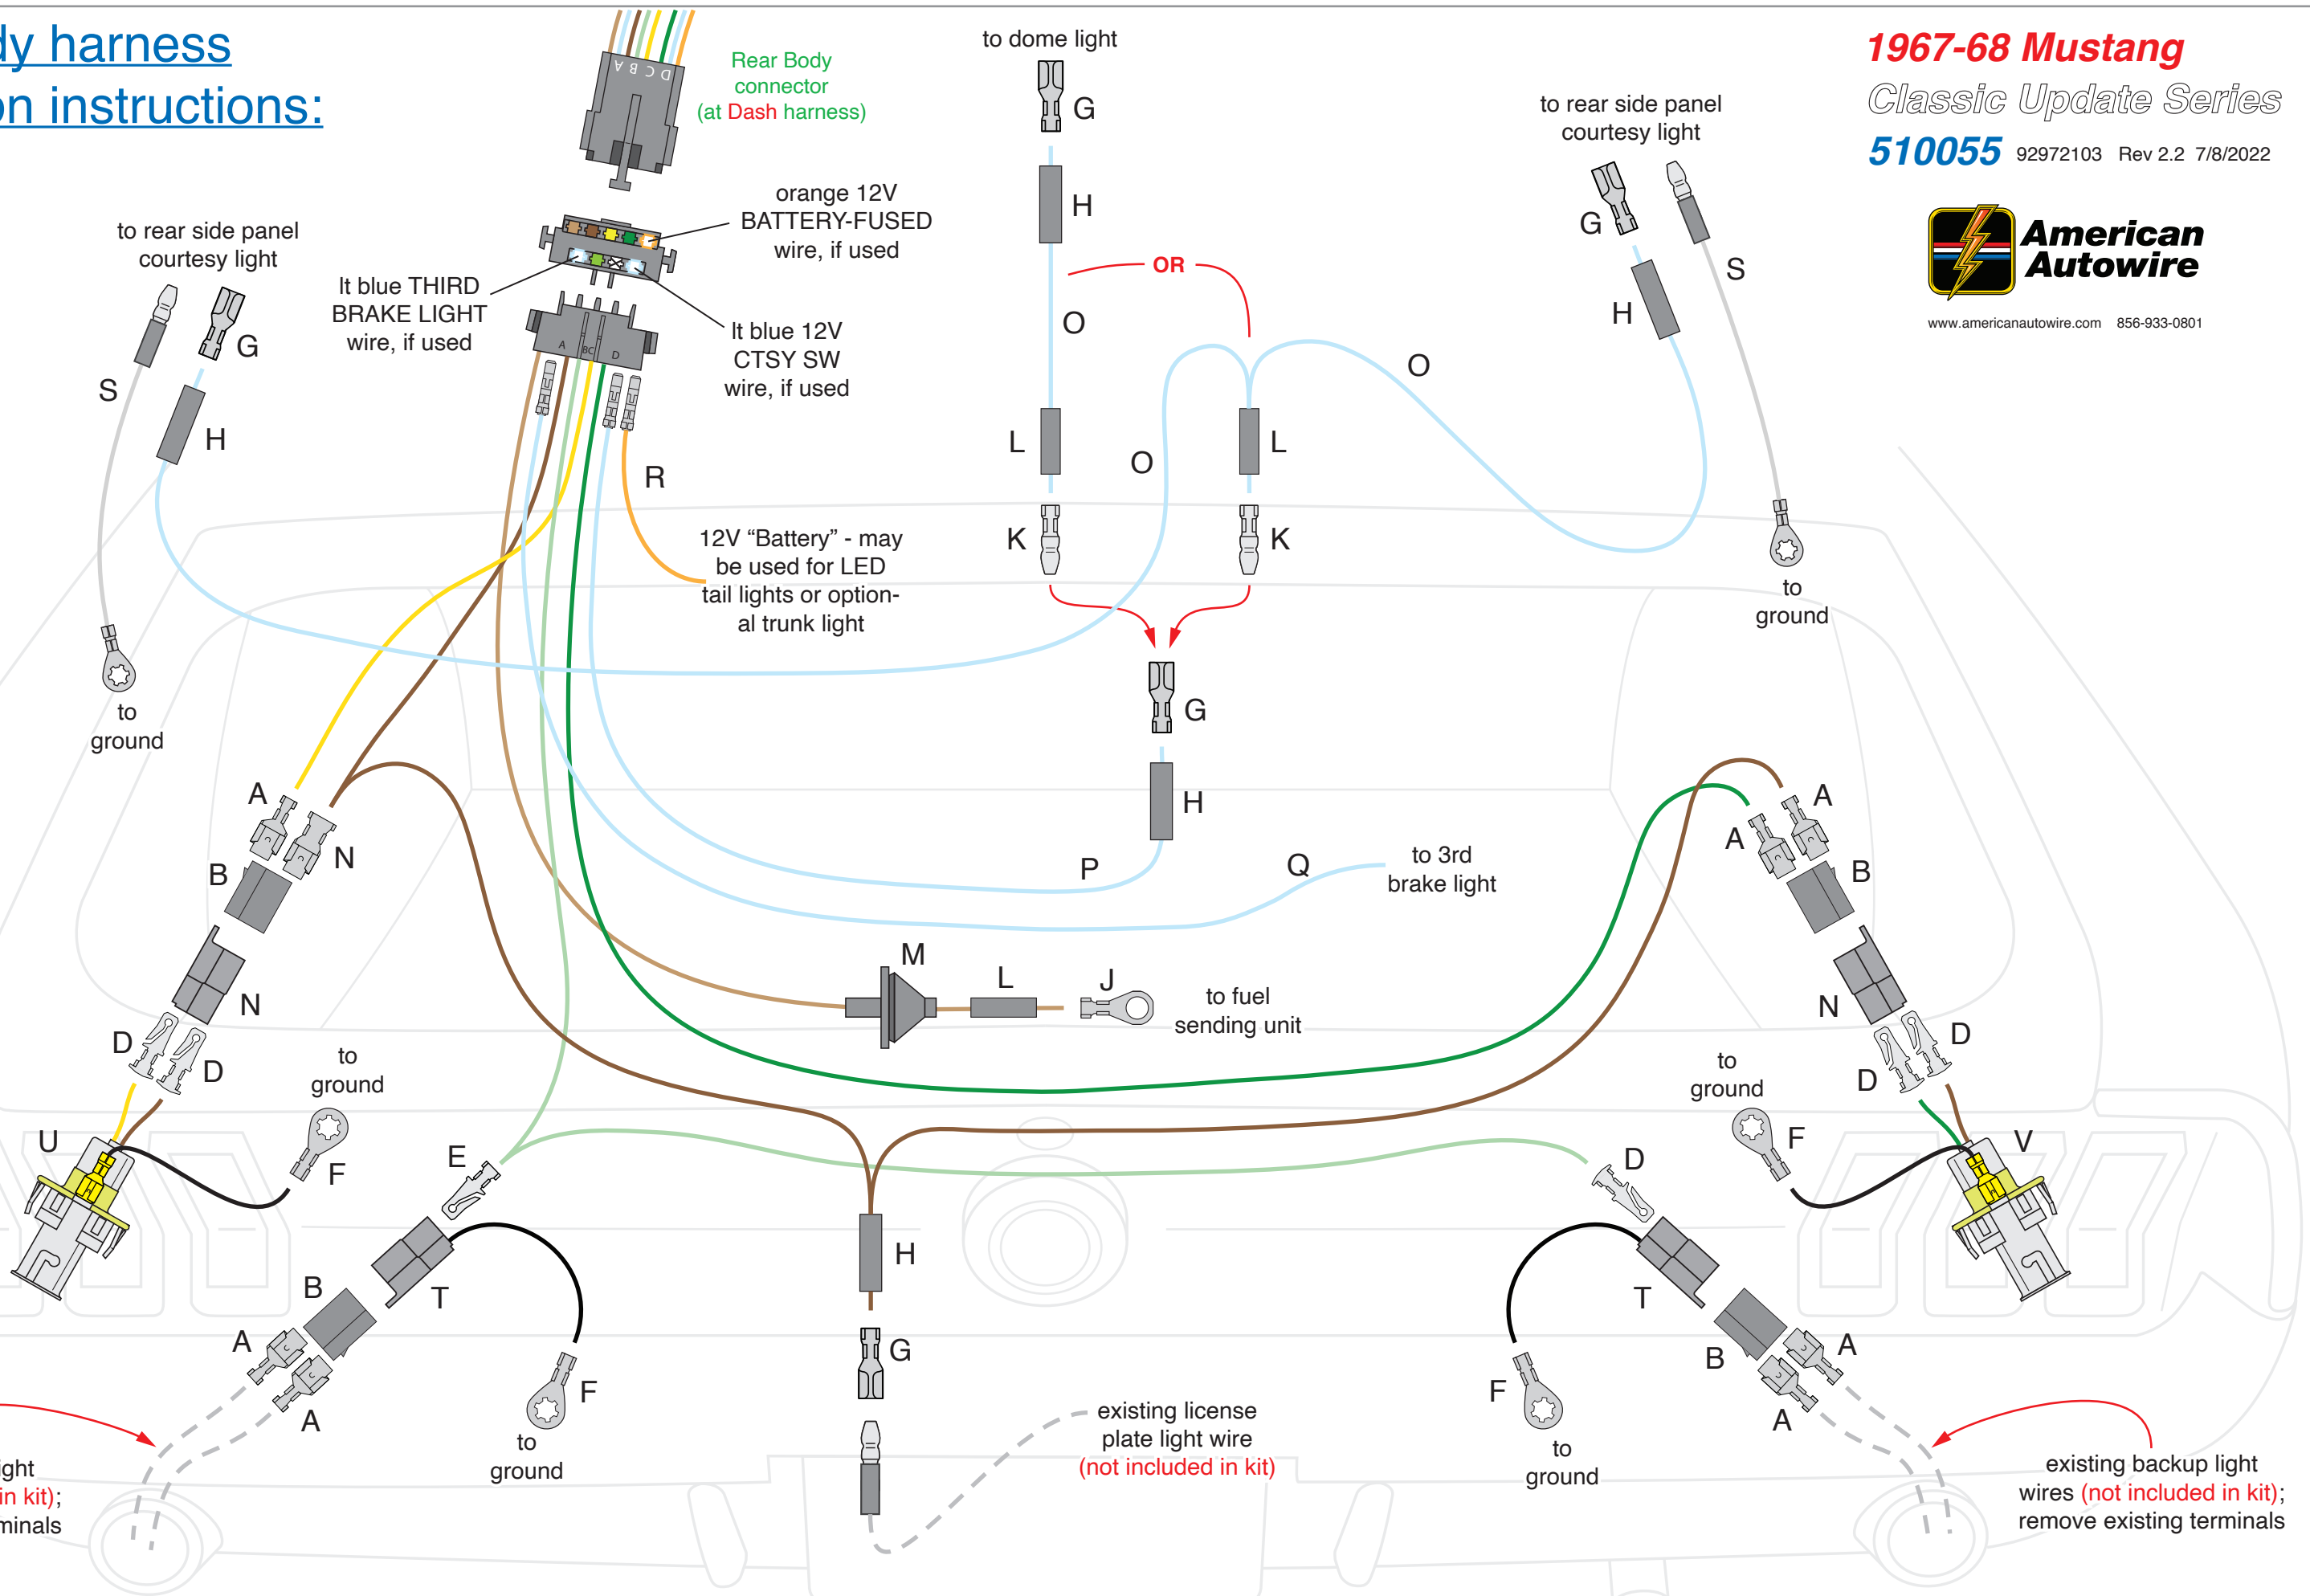 dy harness
on instructions:
A B C D
Rear Body
connector
(at Dash harness)
to dome light
G
H
O
L
K
OR
O
O
L
K
G
H
P
Q
to 3rd
brake light
to rear side panel
courtesy light
G
H
S
to
ground
1967-68 Mustang
Classic Update Series
510055 92972103 Rev 2.2 7/8/2022
American
Autowire
www.americanautowire.com 856-933-0801
to rear side panel
courtesy light
S
G
H
to
ground
orange 12V
BATTERY-FUSED
wire, if used
lt blue THIRD
BRAKE LIGHT
wire, if used
lt blue 12V
CTSY SW
wire, if used
A BC D
R
12V “Battery” - may
be used for LED
tail lights or option-
al trunk light
A
N
B
N
D
D
U
to
ground
F
E
T
B
A
A
F
to
ground
M
L
J
to fuel
sending unit
H
G
existing license
plate light wire
(not included in kit)
A
A
B
N
D
D
V
to
ground
F
D
T
B
A
A
F
to
ground
ight
in kit);
minals
existing backup light
wires (not included in kit);
remove existing terminals